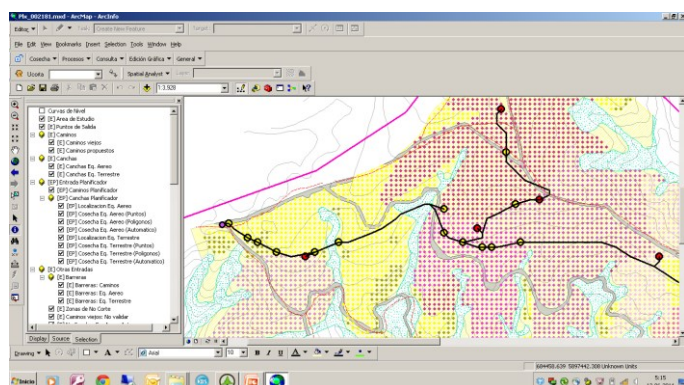 Ple_002181.mxd - ArcMap - ArcInfo
Editor Task: Create New Feature Target:
File Edit View Bookmarks Insert Selection Tools Window Help
Cosecha Procesos Consulta Edición Gráfica General
Ucorta Spatial Analyst Layer:
1:3,928
Curvas de Nivel
[E] Area de Estudio
[E] Puntos de Salida
[E] Caminos
[E] Caminos viejos
[E] Caminos propuestos
[E] Canchas
[E] Canchas Eq. Aereo
[E] Canchas Eq. Terrestre
[EP] Entrada Planificador
[EP] Caminos Planificador
[EP] Canchas Planificador
[EP] Localizacion Eq. Aereo
[EP] Cosecha Eq. Aereo (Puntos)
[EP] Cosecha Eq. Aereo (Poligonos)
[EP] Cosecha Eq. Aereo (Automatico)
[EP] Localizacion Eq. Terrestre
[EP] Cosecha Eq. Terrestre (Puntos)
[EP] Cosecha Eq. Terrestre (Poligonos)
[EP] Cosecha Eq. Terrestre (Automatico)
[E] Otras Entradas
[E] Barreras
[E] Barreras: Caminos
[E] Barreras: Eq. Aereo
[E] Barreras: Eq. Terrestre
[E] Zonas de No Corte
[E] Caminos viejos: No validar
Display Source Selection
Drawing Arial 10 B I U A
604458.639 5897442.308 Unknown Units
Inicio 5:15